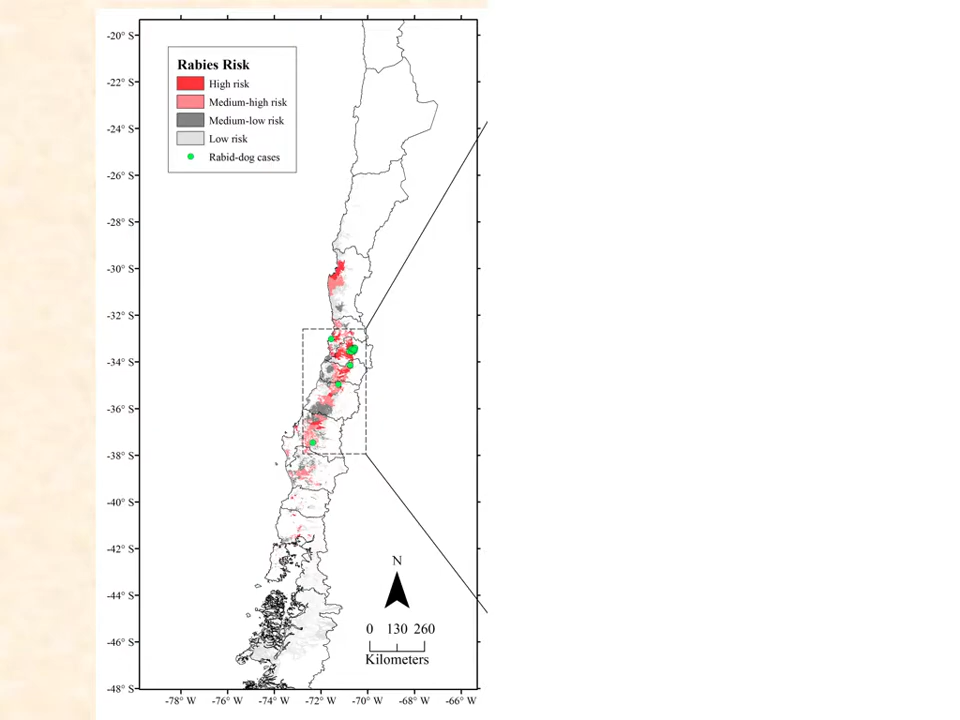 Rabies Risk
High risk
Medium-high risk
Medium-low risk
Low risk
Rabid-dog cases
-20° S
-22° S
-24° S
-26° S
-28° S
-30° S
-32° S
-34° S
-36° S
-38° S
-40° S
-42° S
-44° S
-46° S
-48° S
N
0 130 260
Kilometers
-78° W -76° W -74° W -72° W -70° W -68° W -66° W